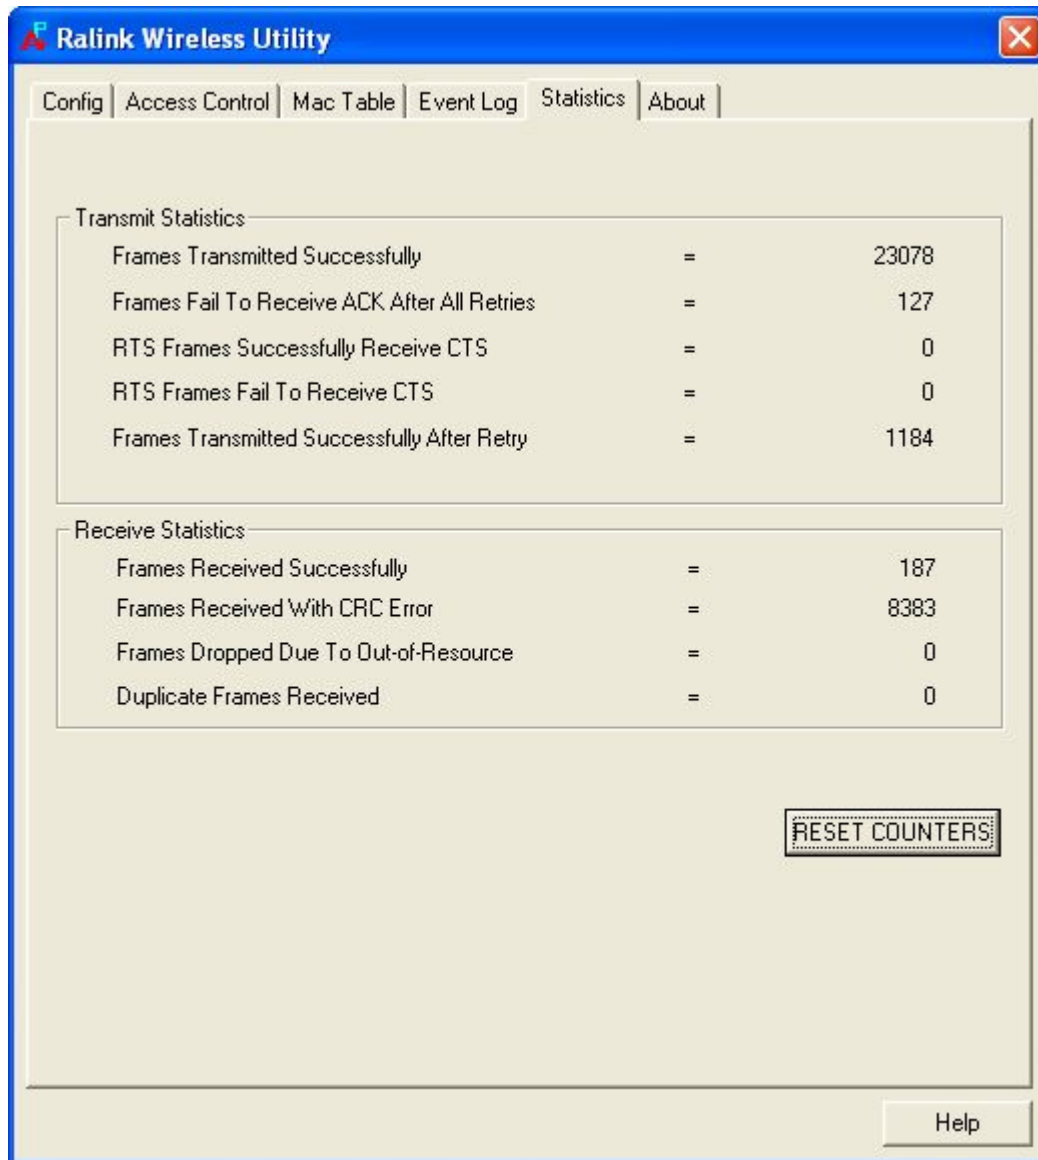 Ralink Wireless Utility
Config Access Control Mac Table Event Log Statistics About
Transmit Statistics
Frames Transmitted Successfully = 23078
Frames Fail To Receive ACK After All Retries = 127
RTS Frames Successfully Receive CTS = 0
RTS Frames Fail To Receive CTS = 0
Frames Transmitted Successfully After Retry = 1184
Receive Statistics
Frames Received Successfully = 187
Frames Received With CRC Error = 8383
Frames Dropped Due To Out-of-Resource = 0
Duplicate Frames Received = 0
RESET COUNTERS
Help